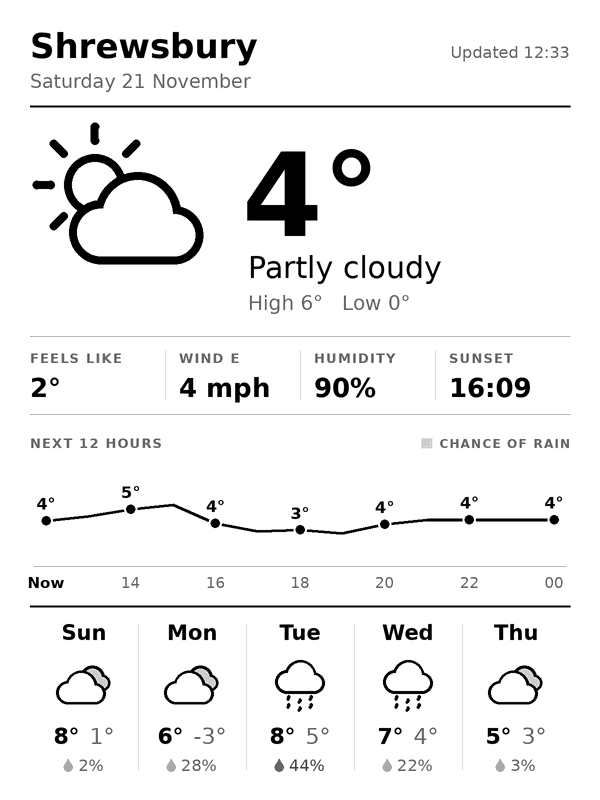 Shrewsbury
Updated 12:33
Saturday 21 November
4°
Partly cloudy
High 6° Low 0°
FEELS LIKE WIND E HUMIDITY SUNSET
2° 4 mph 90% 16:09
NEXT 12 HOURS CHANCE OF RAIN
4° 5° 4° 3° 4° 4° 4°
Now 14 16 18 20 22 00
Sun Mon Tue Wed Thu
8° 1° 6° -3° 8° 5° 7° 4° 5° 3°
2% 28% 44% 22% 3%